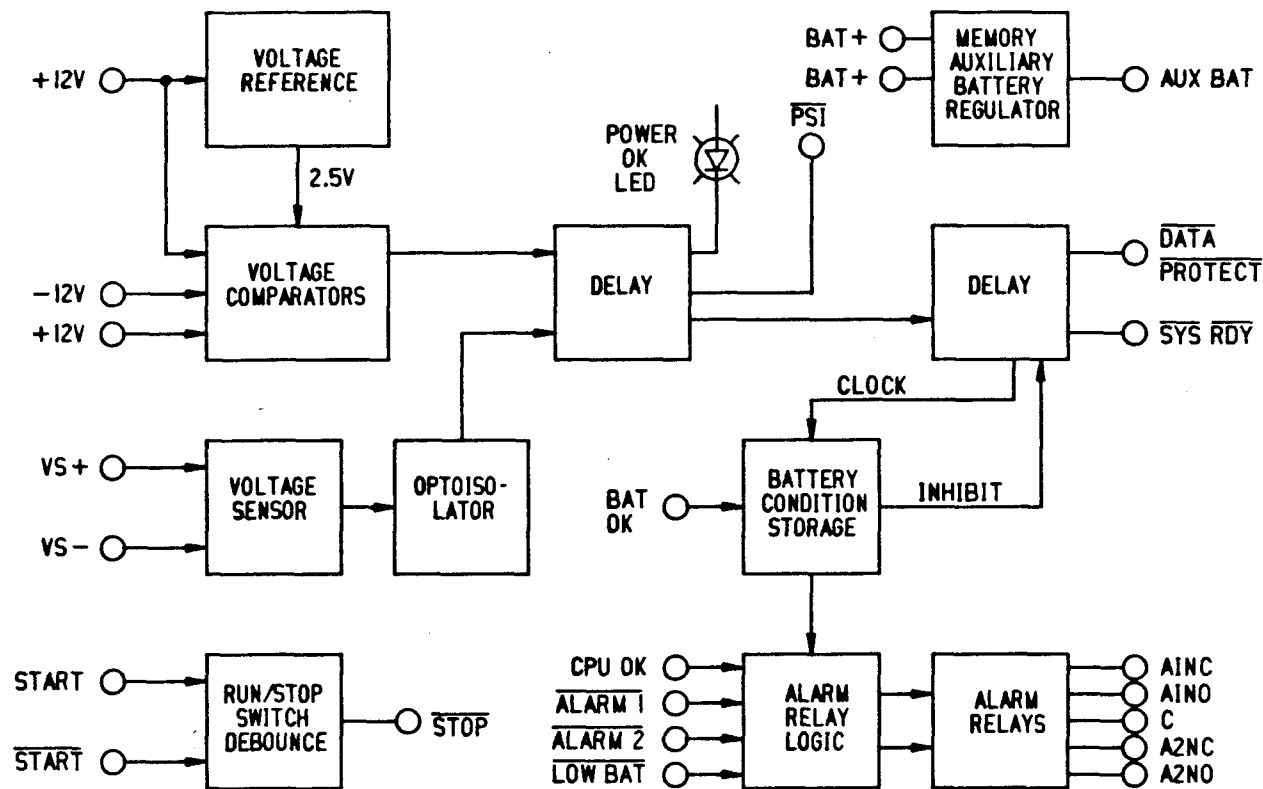 +12V
VOLTAGE
REFERENCE
2.5V
-12V
+12V
VOLTAGE
COMPARATORS
POWER
OK
LED
PSI
DELAY
BAT+
BAT+
MEMORY
AUXILIARY
BATTERY
REGULATOR
AUX BAT
DELAY
DATA
PROTECT
SYS RDY
CLOCK
INHIBIT
VS+
VS-
VOLTAGE
SENSOR
OPTOISO-
LATOR
BAT
OK
BATTERY
CONDITION
STORAGE
START
START
RUN/STOP
SWITCH
DEBOUNCE
STOP
CPU OK
ALARM 1
ALARM 2
LOW BAT
ALARM
RELAY
LOGIC
ALARM
RELAYS
A1NC
A1NO
C
A2NC
A2NO